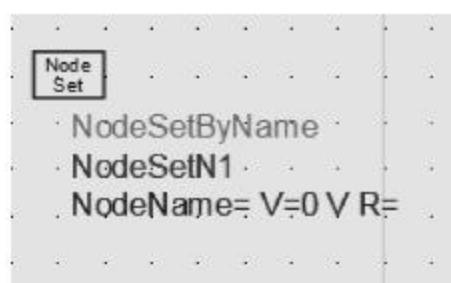 Node
Set
NodeSetByName
NodeSetN1
NodeName= V=0 V R=